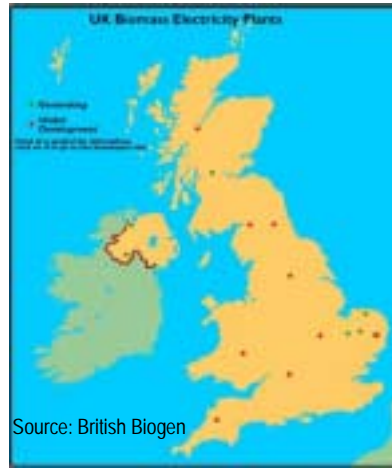 UK Biomass Electricity Plants
Generating
Under
Development
Source: British Biogen